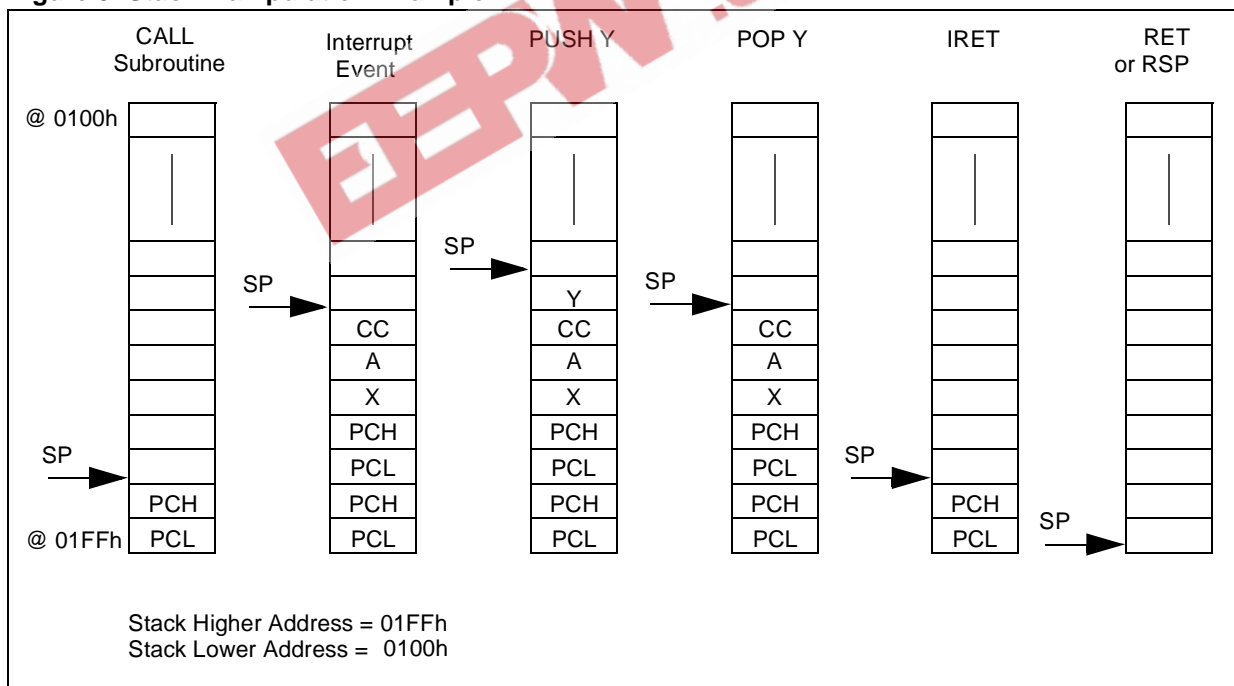 CALL
Subroutine
Interrupt
Event
PUSH Y
POP Y
IRET
RET
or RSP
@ 0100h
SP
SP
SP
Y
CC
CC
CC
A
A
A
X
X
X
PCH
PCH
PCH
SP
PCL
PCL
PCL
SP
PCH
PCH
PCH
PCH
PCH
@ 01FFh
PCL
PCL
PCL
PCL
PCL
SP
Stack Higher Address = 01FFh
Stack Lower Address = 0100h